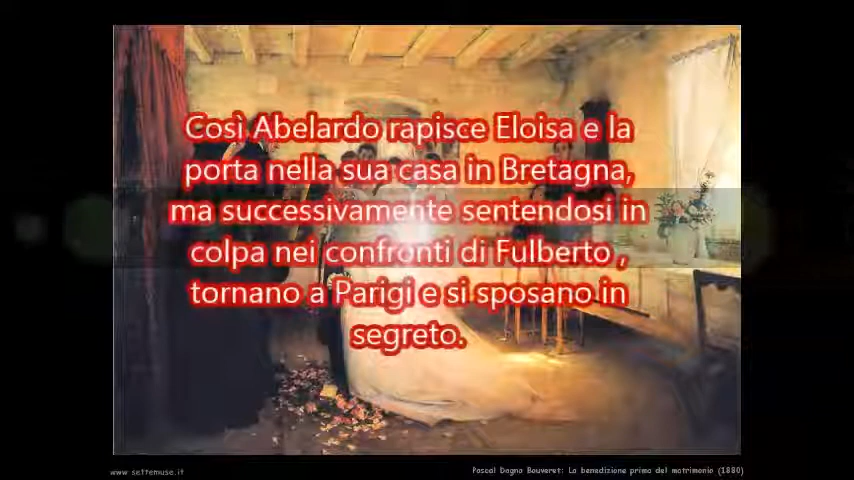 Così Abelardo rapisce Eloisa e la
porta nella sua casa in Bretagna,
ma successivamente sentendosi in
colpa nei confronti di Fulberto ,
tornano a Parigi e si sposano in
segreto.
www settemuse.it
Pascal Dagna Bouveret: La benedizione prima del matrimonio (1880)